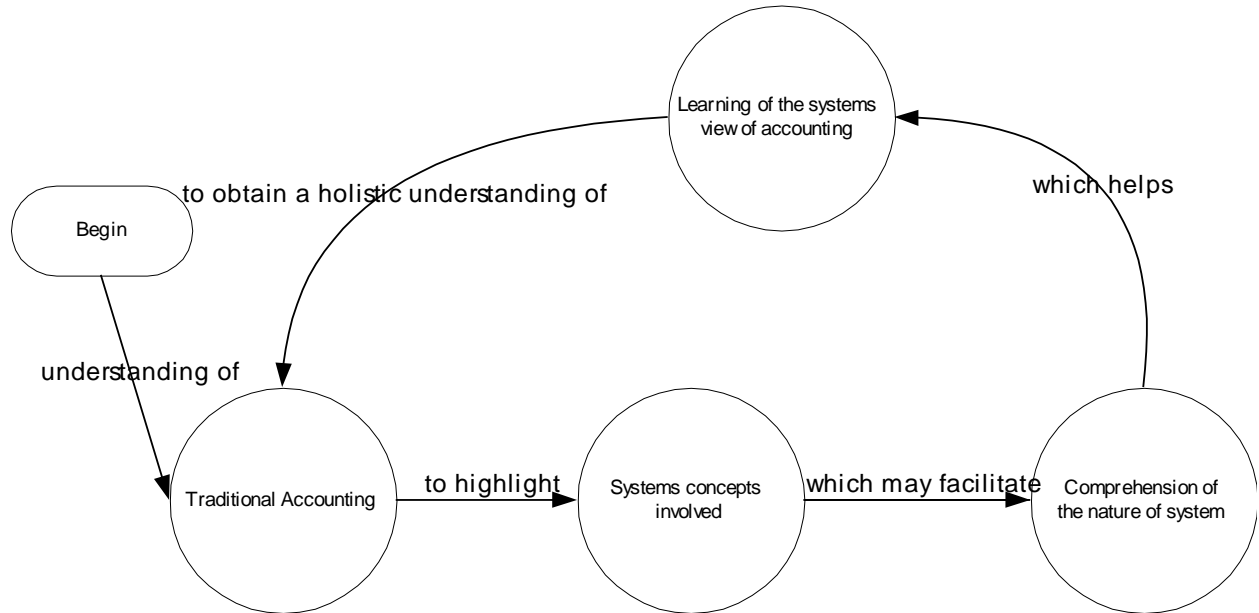 Learning of the systems
view of accounting
to obtain a holistic understanding of
which helps
Begin
understanding of
Traditional Accounting
to highlight
Systems concepts
involved
which may facilitate
Comprehension of
the nature of system